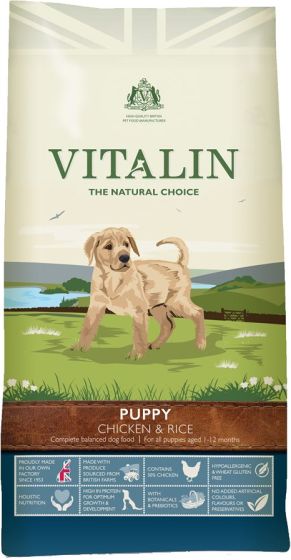 HIGH QUALITY BRITISH
PET FOOD MANUFACTURER
VITALIN
THE NATURAL CHOICE
PUPPY
CHICKEN & RICE
Complete balanced dog food | For all puppies aged 1-12 months
PROUDLY MADE
IN OUR OWN
FACTORY
SINCE 1953
MADE WITH
PRODUCE
SOURCED FROM
BRITISH FARMS
CONTAINS
30% CHICKEN
HYPOALLERGENIC
& WHEAT GLUTEN
FREE
HOLISTIC
NUTRITION
HIGH IN PROTEIN
FOR OPTIMUM
GROWTH &
DEVELOPMENT
WITH
BOTANICALS
& PREBIOTICS
NO ADDED ARTIFICIAL
COLOURS,
FLAVOURS OR
PRESERVATIVES